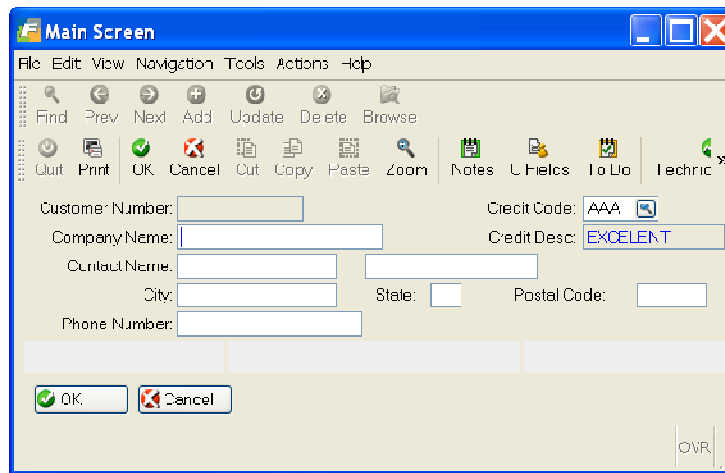 Main Screen
File Edit View Navigation Tools Actions Help
Find Prev Next Add Update Delete Browse
Quit Print OK Cancel Cut Copy Paste Zoom Notes U Fields To Do Technic »
Customer Number: Credit Code: AAA
Company Name: Credit Desc: EXCELENT
Contact Name:
City: State: Postal Code:
Phone Number:
OK Cancel
OVR